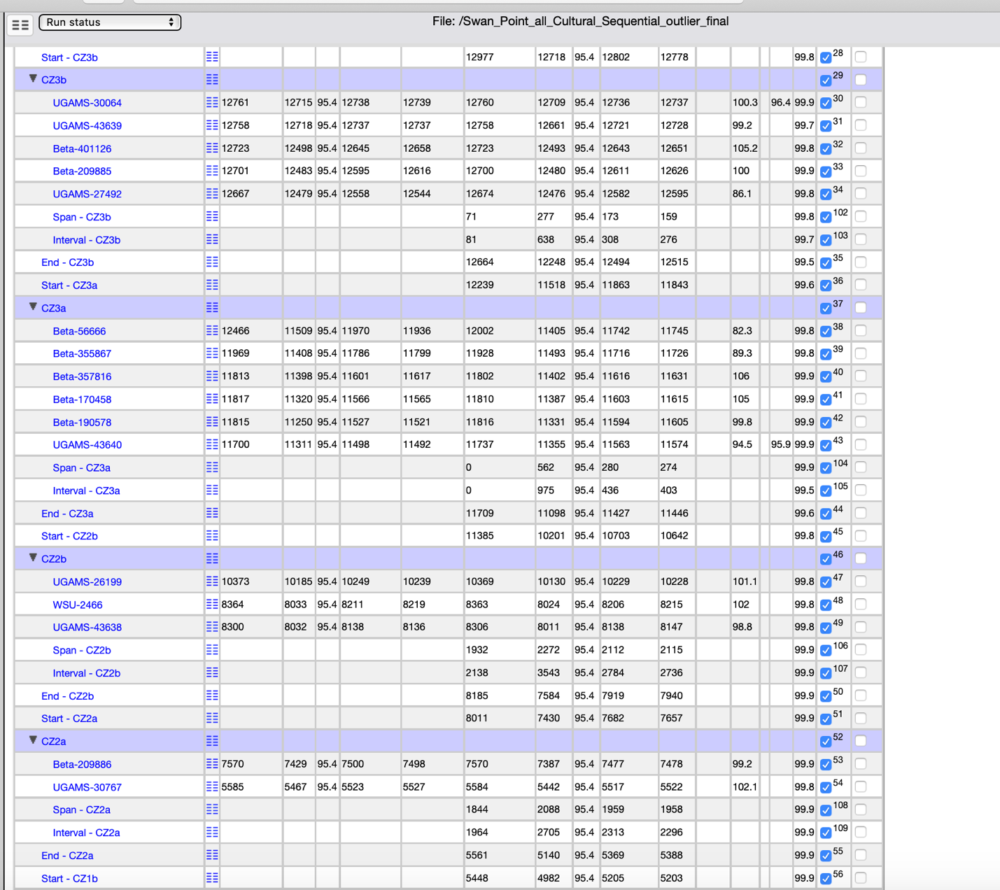 Run status
File: /Swan_Point_all_Cultural_Sequential_outlier_final
Start - CZ3b 12977 12718 95.4 12802 12778 99.8 28
CZ3b 29
UGAMS-30064 12761 12715 95.4 12738 12739 12760 12709 95.4 12736 12737 100.3 96.4 99.9 30
UGAMS-43639 12758 12718 95.4 12737 12737 12758 12661 95.4 12721 12728 99.2 99.7 31
Beta-401126 12723 12498 95.4 12645 12658 12723 12493 95.4 12643 12651 105.2 99.8 32
Beta-209885 12701 12483 95.4 12595 12616 12700 12480 95.4 12611 12626 100 99.9 33
UGAMS-27492 12667 12479 95.4 12558 12544 12674 12476 95.4 12582 12595 86.1 99.8 34
Span - CZ3b 71 277 95.4 173 159 99.8 102
Interval - CZ3b 81 638 95.4 308 276 99.7 103
End - CZ3b 12664 12248 95.4 12494 12515 99.5 35
Start - CZ3a 12239 11518 95.4 11863 11843 99.6 36
CZ3a 37
Beta-56666 12466 11509 95.4 11970 11936 12002 11405 95.4 11742 11745 82.3 99.8 38
Beta-355867 11969 11408 95.4 11786 11799 11928 11493 95.4 11716 11726 89.3 99.8 39
Beta-357816 11813 11398 95.4 11601 11617 11802 11402 95.4 11616 11631 106 99.9 40
Beta-170458 11817 11320 95.4 11566 11565 11810 11387 95.4 11603 11615 105 99.9 41
Beta-190578 11815 11250 95.4 11527 11521 11816 11331 95.4 11594 11605 99.8 99.9 42
UGAMS-43640 11700 11311 95.4 11498 11492 11737 11355 95.4 11563 11574 94.5 95.9 99.9 43
Span - CZ3a 0 562 95.4 280 274 99.9 104
Interval - CZ3a 0 975 95.4 436 403 99.5 105
End - CZ3a 11709 11098 95.4 11427 11446 99.6 44
Start - CZ2b 11385 10201 95.4 10703 10642 99.8 45
CZ2b 46
UGAMS-26199 10373 10185 95.4 10249 10239 10369 10130 95.4 10229 10228 101.1 99.8 47
WSU-2466 8364 8033 95.4 8211 8219 8363 8024 95.4 8206 8215 102 99.8 48
UGAMS-43638 8300 8032 95.4 8138 8136 8306 8011 95.4 8138 8147 98.8 99.8 49
Span - CZ2b 1932 2272 95.4 2112 2115 99.9 106
Interval - CZ2b 2138 3543 95.4 2784 2736 99.9 107
End - CZ2b 8185 7584 95.4 7919 7940 99.9 50
Start - CZ2a 8011 7430 95.4 7682 7657 99.9 51
CZ2a 52
Beta-209886 7570 7429 95.4 7500 7498 7570 7387 95.4 7477 7478 99.2 99.9 53
UGAMS-30767 5585 5467 95.4 5523 5527 5584 5442 95.4 5517 5522 102.1 99.8 54
Span - CZ2a 1844 2088 95.4 1959 1958 99.9 108
Interval - CZ2a 1964 2705 95.4 2313 2296 99.9 109
End - CZ2a 5561 5140 95.4 5369 5388 99.9 55
Start - CZ1b 5448 4982 95.4 5205 5203 99.9 56